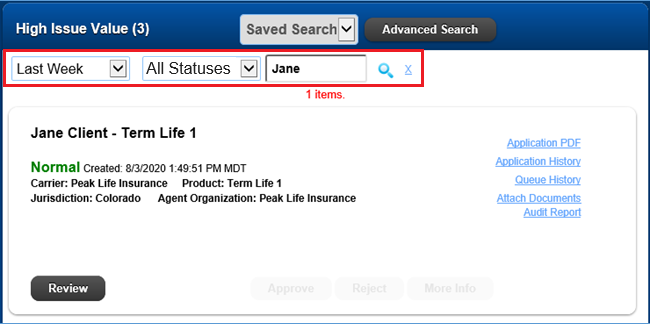 High Issue Value (3) Saved Search Advanced Search
Last Week All Statuses Jane X
1 items.
Jane Client - Term Life 1
Application PDF
Normal Created: 8/3/2020 1:49:51 PM MDT Application History
Carrier: Peak Life Insurance Product: Term Life 1 Queue History
Jurisdiction: Colorado Agent Organization: Peak Life Insurance Attach Documents
Audit Report
Review Approve Reject More Info